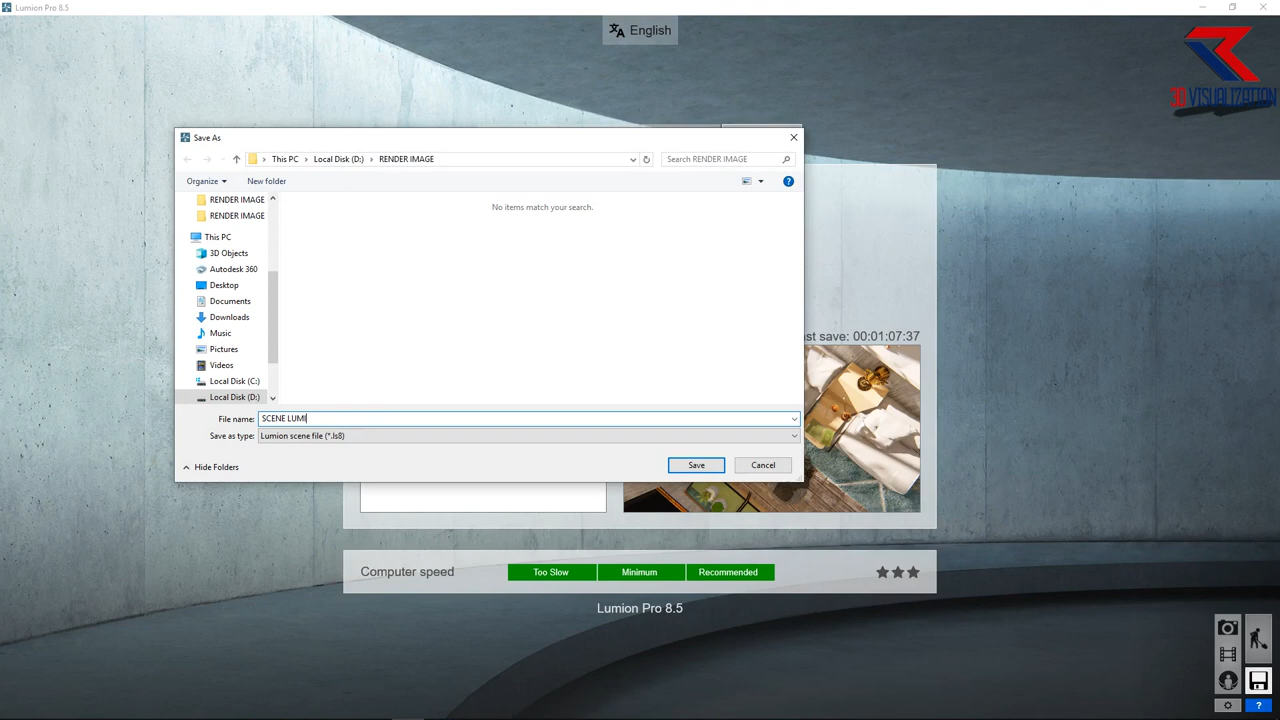 Lumion Pro 8.5
English
3D VISUALIZATION
Save As
This PC
Local Disk (D:)
RENDER IMAGE
Search RENDER IMAGE
Organize
New folder
RENDER IMAGE
RENDER IMAGE
This PC
3D Objects
Autodesk 360
Desktop
Documents
Downloads
Music
Pictures
Videos
Local Disk (C:)
Local Disk (D:)
No items match your search.
File name: SCENE LUMI
Save as type: Lumion scene file (*.ls8)
Hide Folders
Save
Cancel
st save: 00:01:07:37
Computer speed
Too Slow
Minimum
Recommended
Lumion Pro 8.5